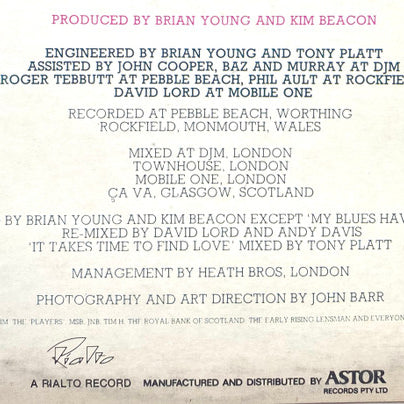 PRODUCED BY BRIAN YOUNG AND KIM BEACON
ENGINEERED BY BRIAN YOUNG AND TONY PLATT
ASSISTED BY JOHN COOPER, BAZ AND MURRAY AT DJM
ROGER TEBBUTT AT PEBBLE BEACH, PHIL AULT AT ROCKFIE
DAVID LORD AT MOBILE ONE
RECORDED AT PEBBLE BEACH, WORTHING
ROCKFIELD, MONMOUTH, WALES
MIXED AT DJM, LONDON
TOWNHOUSE, LONDON
MOBILE ONE, LONDON
ÇA VA, GLASGOW, SCOTLAND
BY BRIAN YOUNG AND KIM BEACON EXCEPT 'MY BLUES HAV
RE-MIXED BY DAVID LORD AND ANDY DAVIS
'IT TAKES TIME TO FIND LOVE' MIXED BY TONY PLATT
MANAGEMENT BY HEATH BROS, LONDON
PHOTOGRAPHY AND ART DIRECTION BY JOHN BARR
THE 'PLAYERS', MSB, JNB, TIM H. THE ROYAL BANK OF SCOTLAND, THE EARLY RISING LENSMAN AND EVERYON
Rialto
A RIALTO RECORD MANUFACTURED AND DISTRIBUTED BY ASTOR
RECORDS PTY LTD